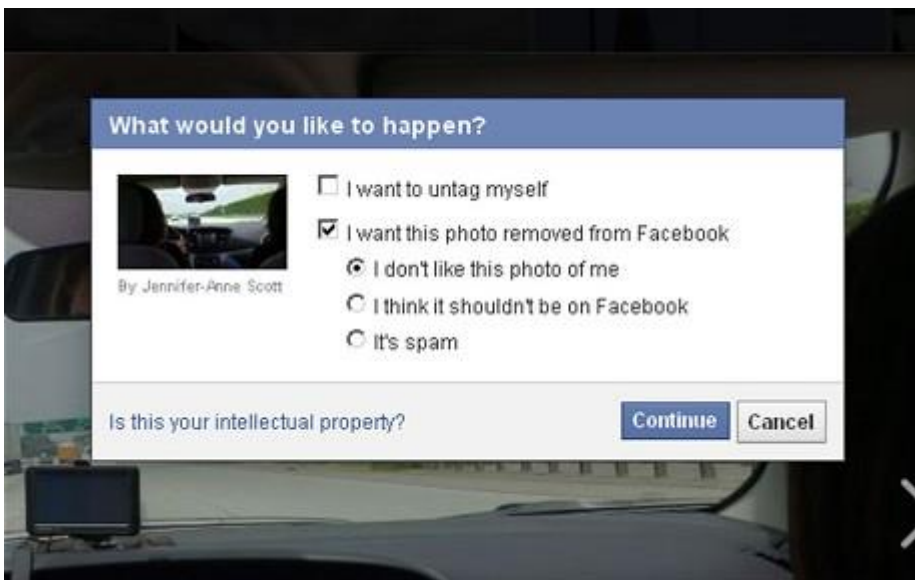 What would you like to happen?
I want to untag myself
I want this photo removed from Facebook
I don't like this photo of me
I think it shouldn't be on Facebook
It's spam
By Jennifer-Anne Scott
Is this your intellectual property?
Continue
Cancel